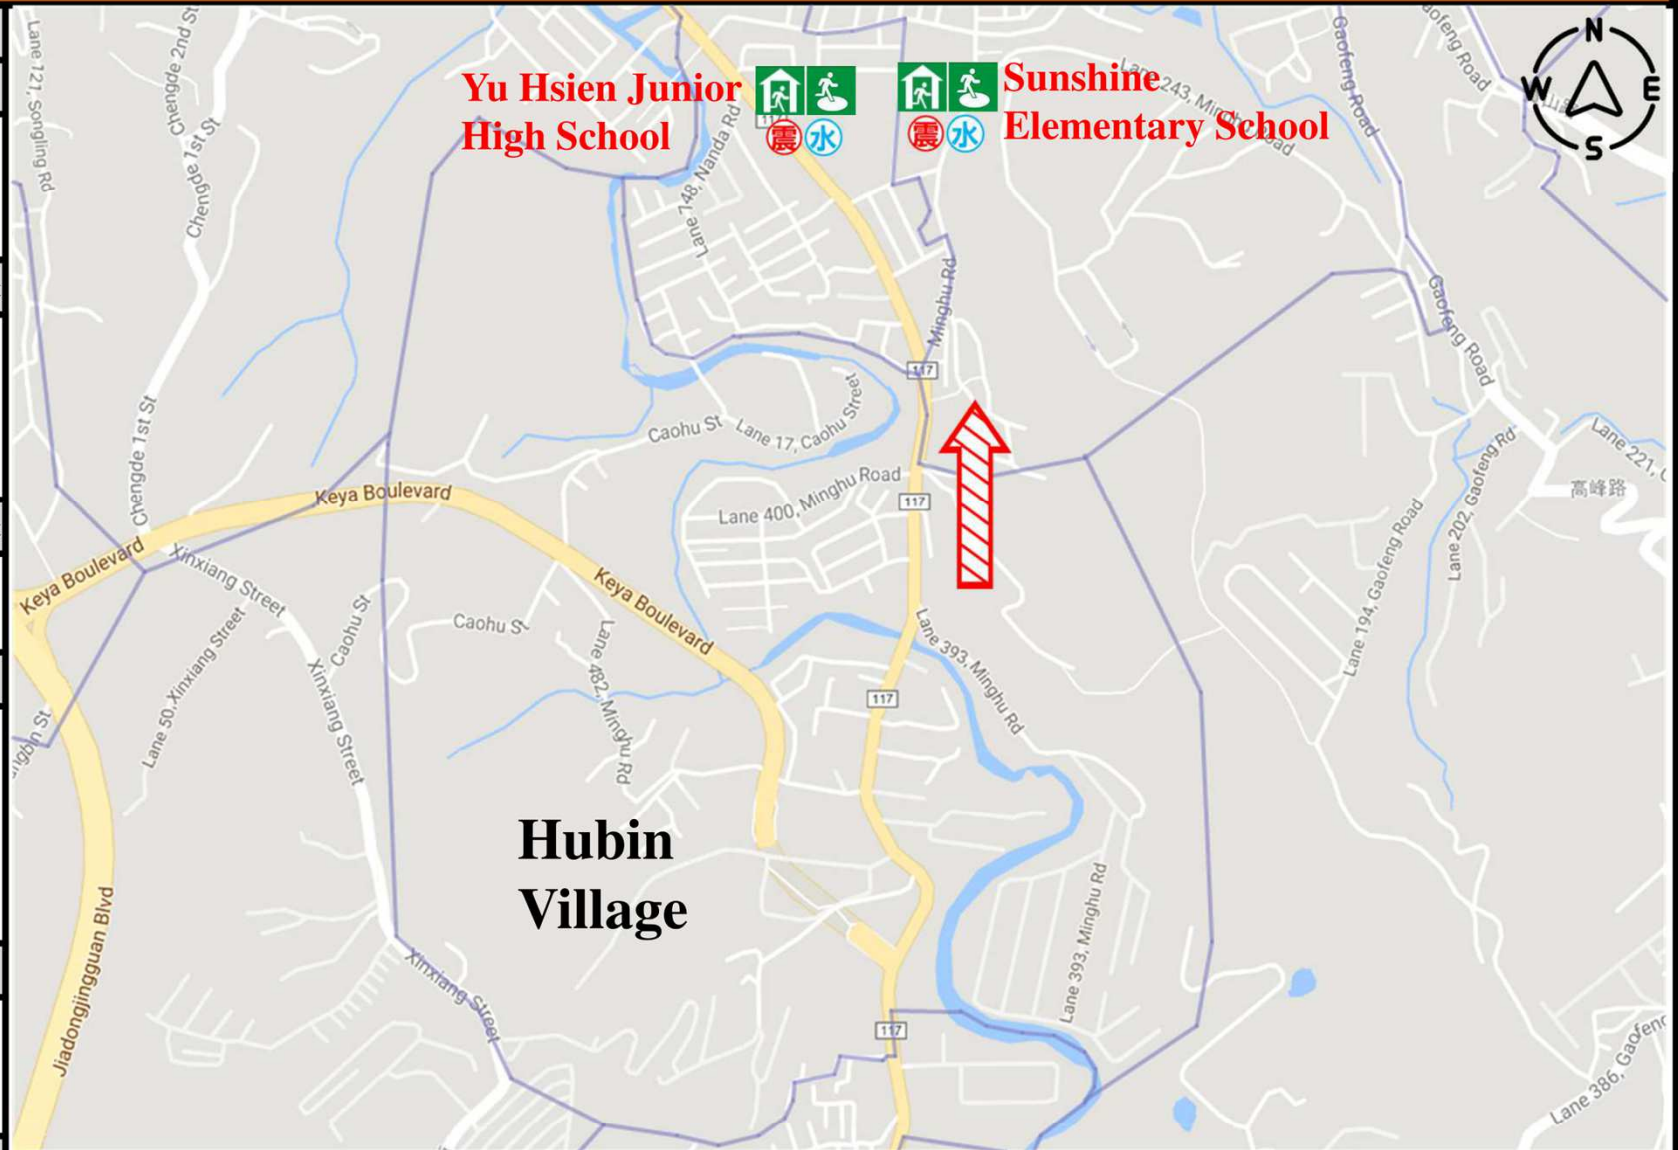 Lane 121, Songling Rd
Chengde 2nd St
Chengde 1st St
Yu Hsien Junior
High School
117
震
水
震
水
Sunshine
Elementary School
Lane 243, Minghu Road
Gaofeng Road
Gaofeng Road
N
W
E
S
Lane 748, Nanda Rd
Minghu Rd
117
Gaofeng Road
Chengde 1st St
Caohu St
Lane 17, Caohu Street
Lane 400, Minghu Road
117
Lane 221,
高峰路
Lane 202, Gaofeng Rd
Lane 194, Gaofeng Road
Keya Boulevard
Keya Boulevard
Keya Boulevard
Xinxiang Street
Lane 50, Xinxiang Street
Caohu St
Caohu St
Xinxiang Street
Lane 482, Minghu Rd
Lane 393, Minghu Rd
117
Hubin
Village
Lane 393, Minghu Rd
Jiadongjingguan Blvd
Xinxiang Street
117
Lane 386, Gaofeng